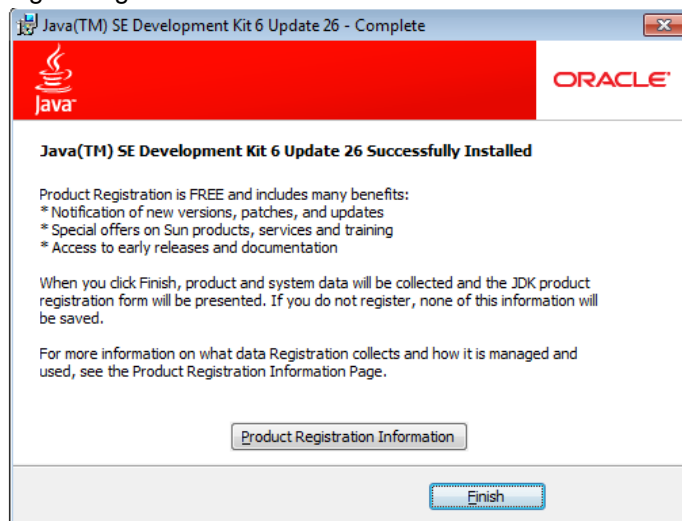 Java(TM) SE Development Kit 6 Update 26 - Complete
Java™
ORACLE®
Java(TM) SE Development Kit 6 Update 26 Successfully Installed
Product Registration is FREE and includes many benefits:
* Notification of new versions, patches, and updates
* Special offers on Sun products, services and training
* Access to early releases and documentation
When you click Finish, product and system data will be collected and the JDK product
registration form will be presented. If you do not register, none of this information will
be saved.
For more information on what data Registration collects and how it is managed and
used, see the Product Registration Information Page.
Product Registration Information
Finish